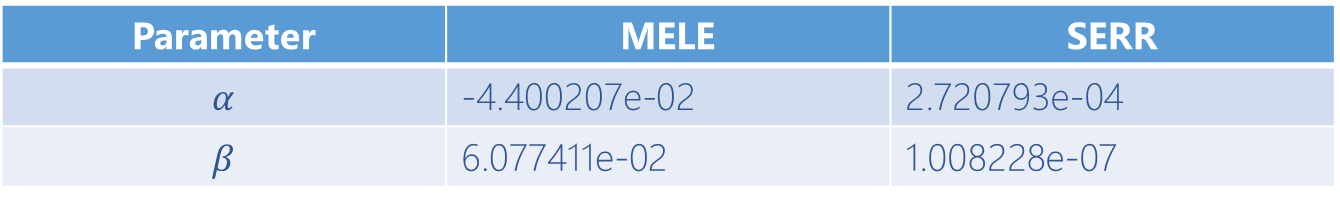 Parameter MELE SERR
α -4.400207e-02 2.720793e-04
β 6.077411e-02 1.008228e-07